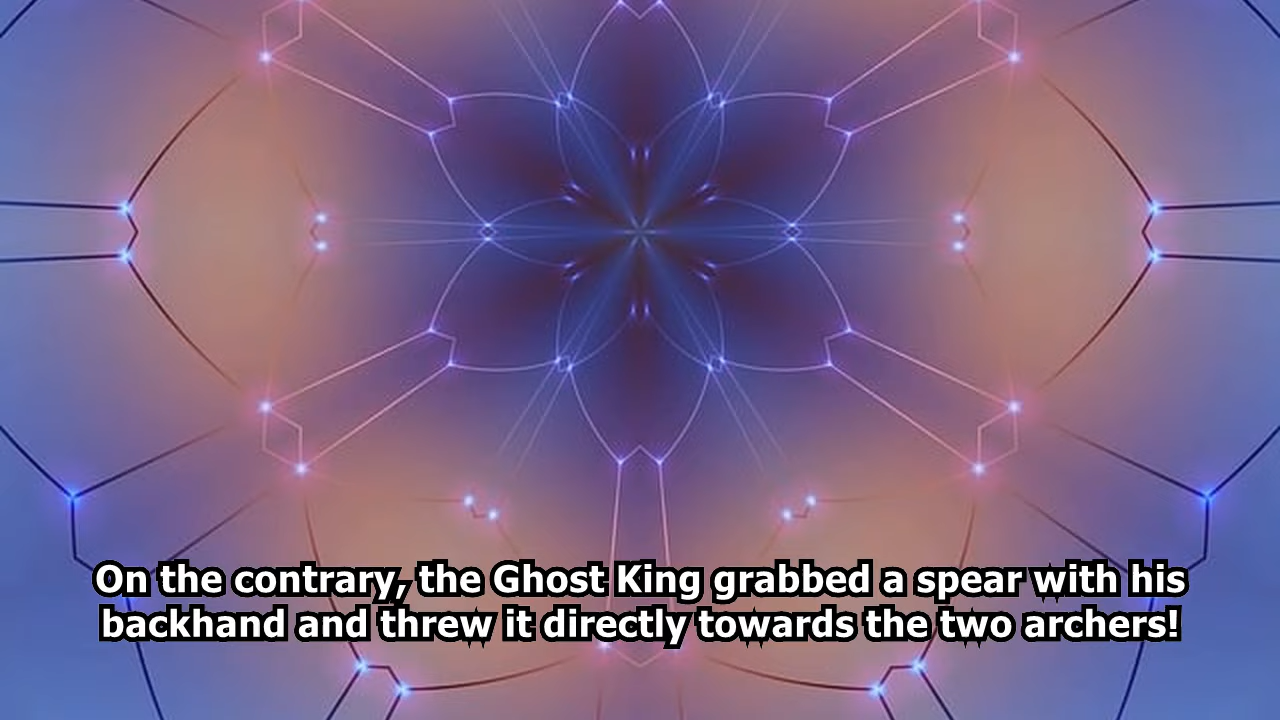 On the contrary, the Ghost King grabbed a spear with his
backhand and threw it directly towards the two archers!